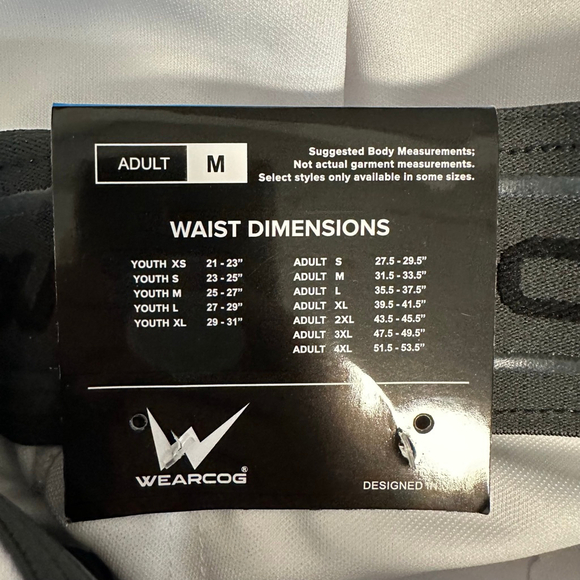 ADULT M
Suggested Body Measurements;
Not actual garment measurements.
Select styles only available in some sizes.
WAIST DIMENSIONS
YOUTH XS 21 - 23"
YOUTH S 23 - 25"
YOUTH M 25 - 27"
YOUTH L 27 - 29"
YOUTH XL 29 - 31"
ADULT S 27.5 - 29.5"
ADULT M 31.5 - 33.5"
ADULT L 35.5 - 37.5"
ADULT XL 39.5 - 41.5"
ADULT 2XL 43.5 - 45.5"
ADULT 3XL 47.5 - 49.5"
ADULT 4XL 51.5 - 53.5"
WEARCOG®
DESIGNED IN